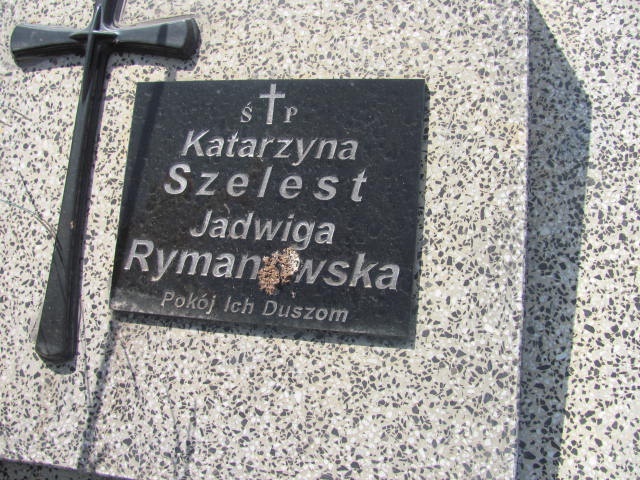 Ś P
Katarzyna
Szelest
Jadwiga
Pokój Ich Duszom